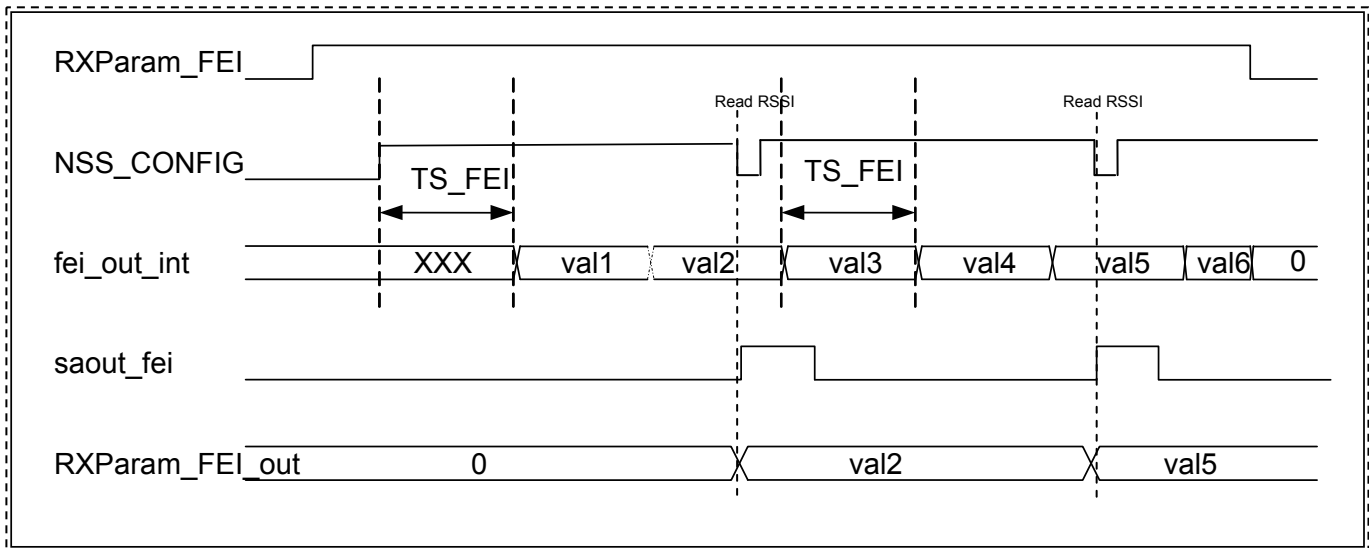 RXParam_FEI
Read RSSI Read RSSI
NSS_CONFIG
TS_FEI TS_FEI
fei_out_int XXX val1 val2 val3 val4 val5 val6 0
saout_fei
RXParam_FEI_out 0 val2 val5